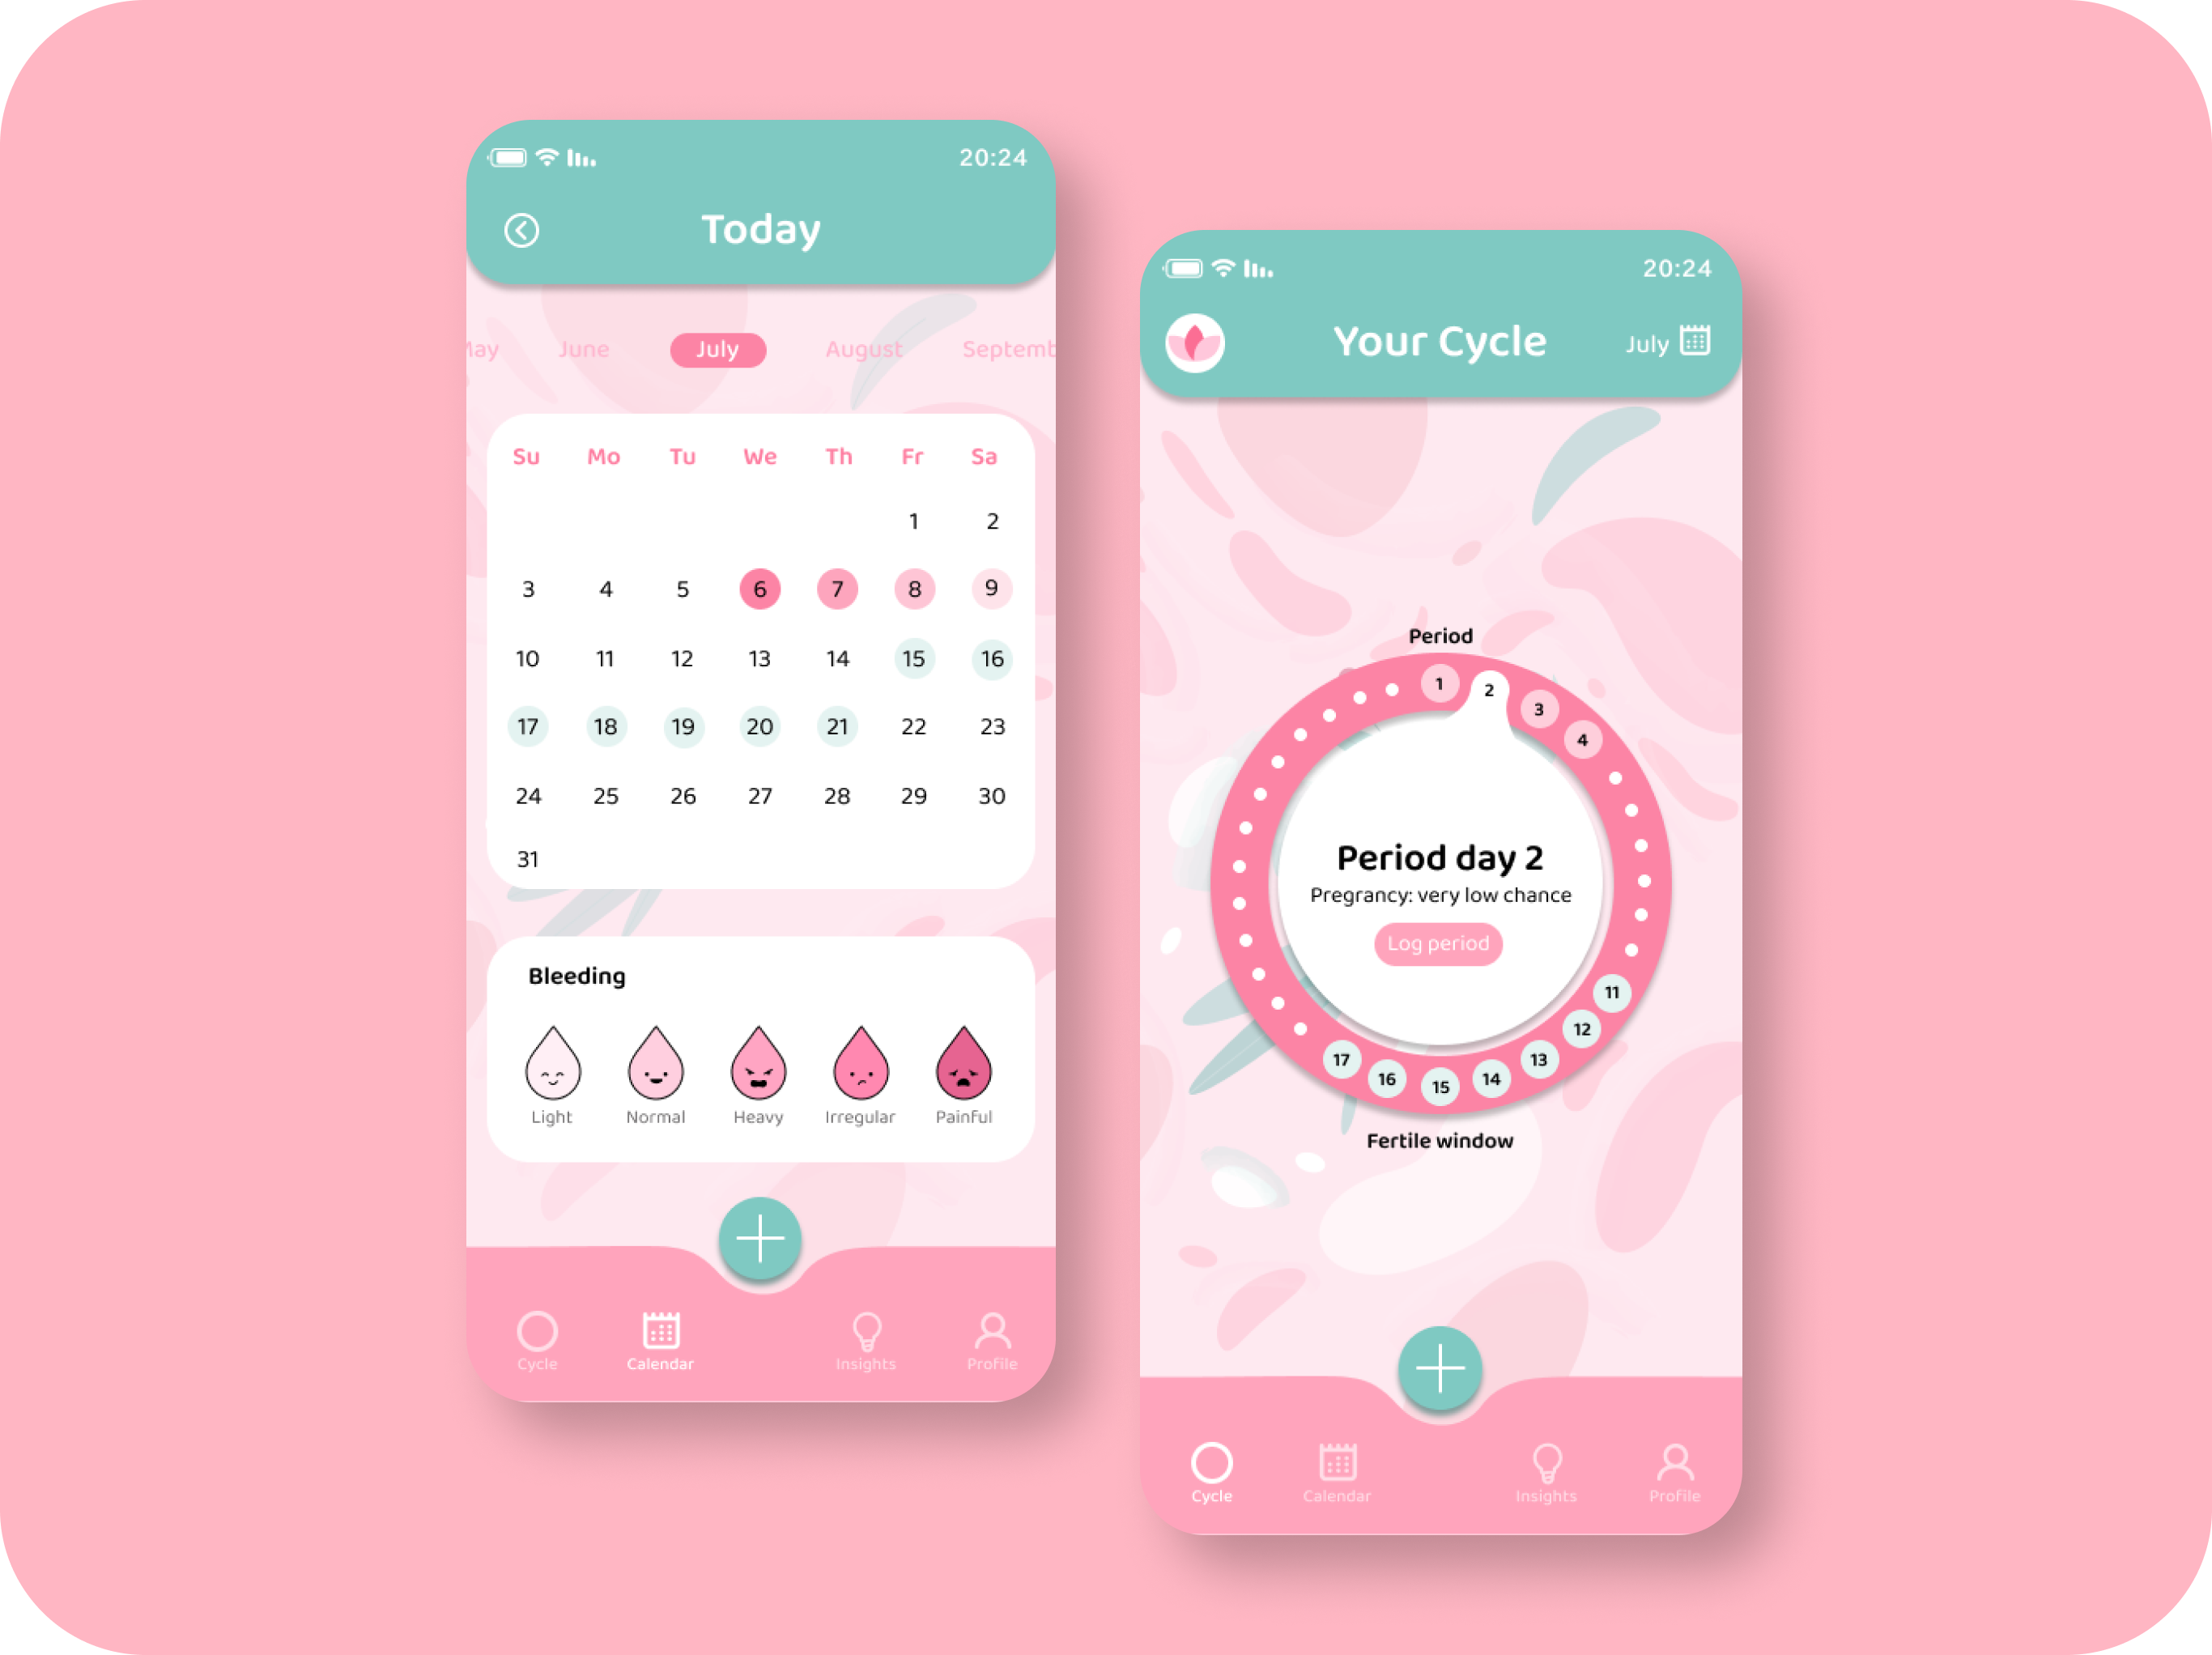 20:24
Today
May June July August Septemb
Su Mo Tu We Th Fr Sa
1 2
3 4 5 6 7 8 9
10 11 12 13 14 15 16
17 18 19 20 21 22 23
24 25 26 27 28 29 30
31
Bleeding
Light Normal Heavy Irregular Painful
Cycle Calendar Insights Profile
20:24
Your Cycle July
Period
1 2 3 4
Period day 2
Pregrancy: very low chance
Log period
11
12
13
14
15
16
17
Fertile window
Cycle Calendar Insights Profile